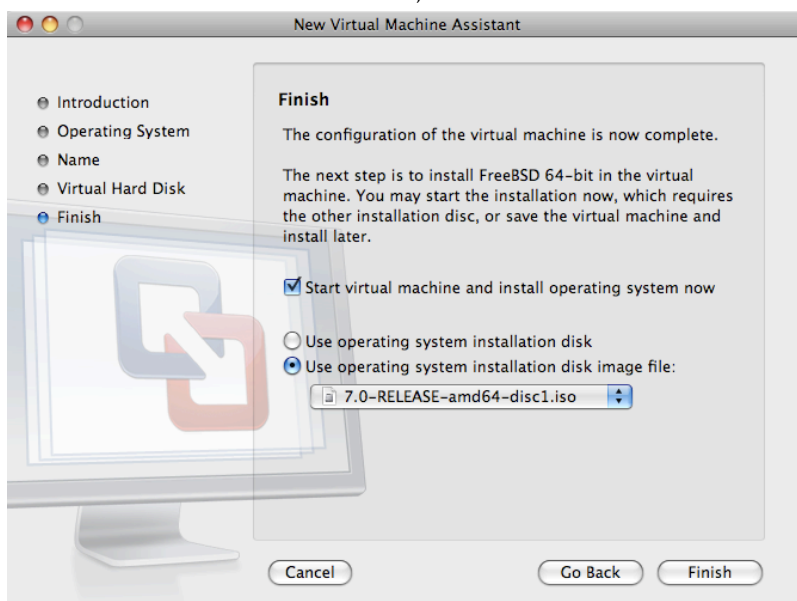 New Virtual Machine Assistant
Introduction
Operating System
Name
Virtual Hard Disk
Finish
Finish
The configuration of the virtual machine is now complete.
The next step is to install FreeBSD 64-bit in the virtual
machine. You may start the installation now, which requires
the other installation disc, or save the virtual machine and
install later.
Start virtual machine and install operating system now
Use operating system installation disk
Use operating system installation disk image file:
7.0-RELEASE-amd64-disc1.iso
Cancel
Go Back
Finish